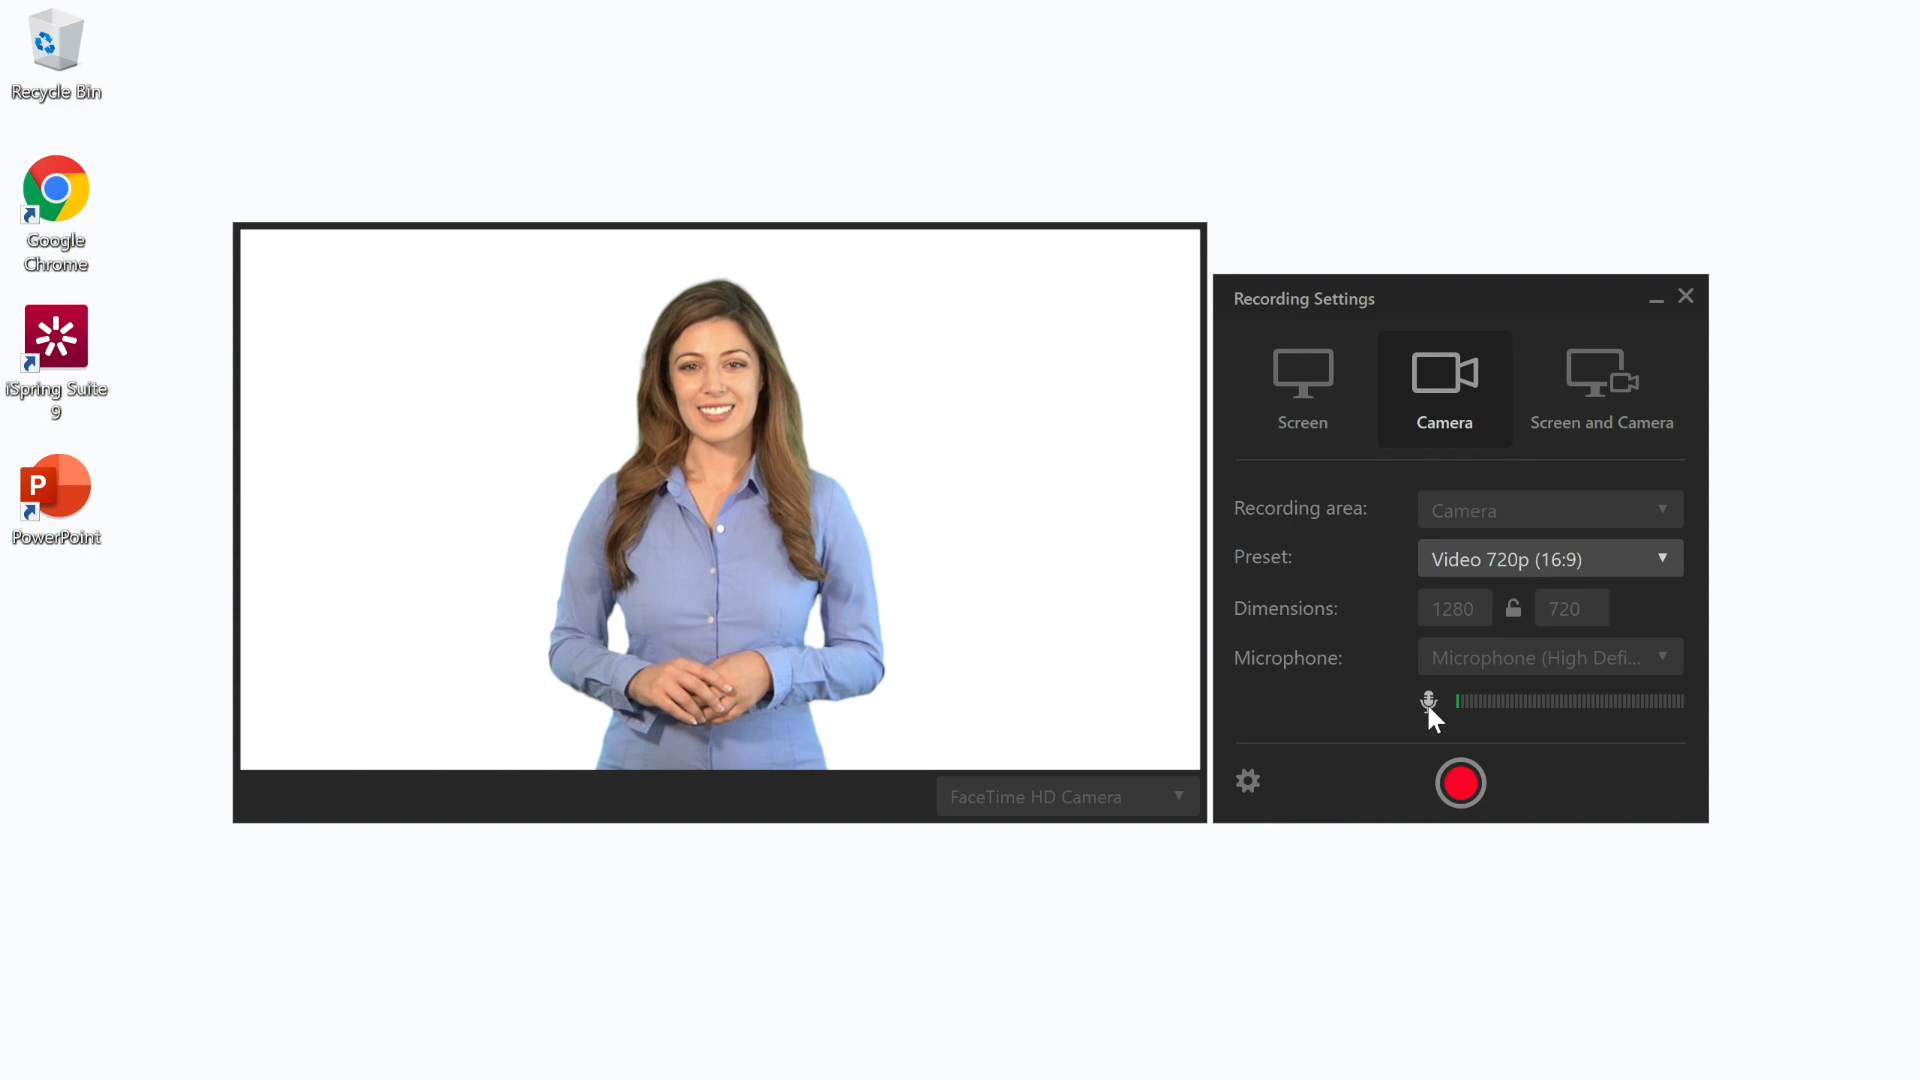 Recycle Bin
Google
Chrome
iSpring Suite
9
P
PowerPoint
FaceTime HD Camera
Recording Settings
Screen
Camera
Screen and Camera
Recording area:
Camera
Preset:
Video 720p (16:9)
Dimensions:
1280
720
Microphone:
Microphone (High Defi...